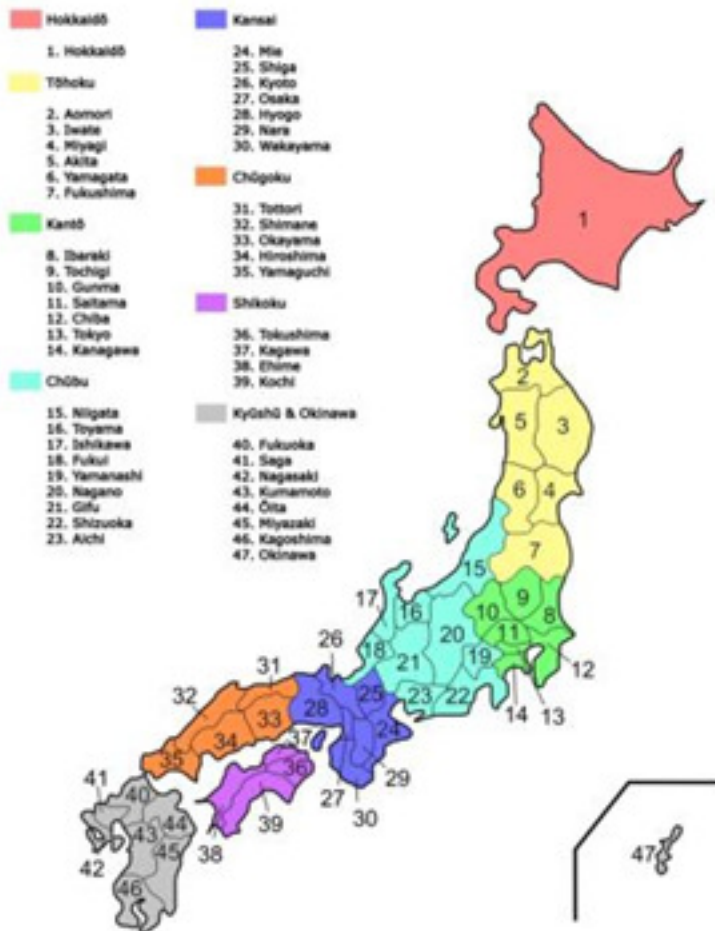 Hokkaidō
1. Hokkaidō
Tōhoku
2. Aomori
3. Iwate
4. Miyagi
5. Akita
6. Yamagata
7. Fukushima
Kantō
8. Ibaraki
9. Tochigi
10. Gunma
11. Saitama
12. Chiba
13. Tokyo
14. Kanagawa
Chūbu
15. Niigata
16. Toyama
17. Ishikawa
18. Fukui
19. Yamanashi
20. Nagano
21. Gifu
22. Shizuoka
23. Aichi
Kansai
24. Mie
25. Shiga
26. Kyoto
27. Osaka
28. Hyogo
29. Nara
30. Wakayama
Chūgoku
31. Tottori
32. Shimane
33. Okayama
34. Hiroshima
35. Yamaguchi
Shikoku
36. Tokushima
37. Kagawa
38. Ehime
39. Kochi
Kyūshū & Okinawa
40. Fukuoka
41. Saga
42. Nagasaki
43. Kumamoto
44. Ōita
45. Miyazaki
46. Kagoshima
47. Okinawa
1
2
5
3
6
4
7
15
9
10
8
17
16
11
20
18
19
12
21
26
14
13
31
25
23
22
32
28
33
24
34
37
35
36
29
27
30
41
40
39
44
43
38
42
45
46
47